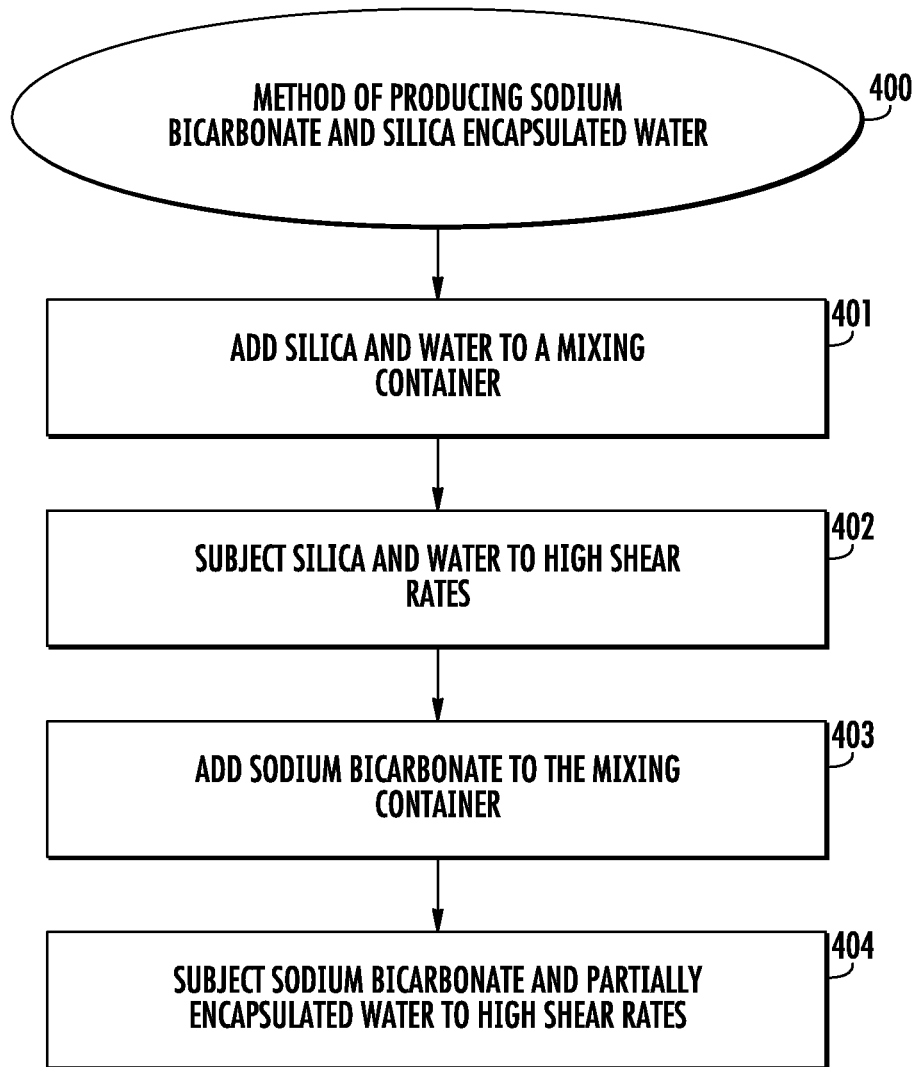 METHOD OF PRODUCING SODIUM
BICARBONATE AND SILICA ENCAPSULATED WATER
400
401
ADD SILICA AND WATER TO A MIXING
CONTAINER
402
SUBJECT SILICA AND WATER TO HIGH SHEAR
RATES
403
ADD SODIUM BICARBONATE TO THE MIXING
CONTAINER
404
SUBJECT SODIUM BICARBONATE AND PARTIALLY
ENCAPSULATED WATER TO HIGH SHEAR RATES